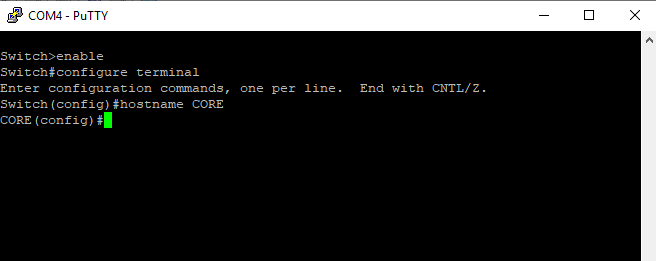 COM4 - PuTTY
Switch>enable
Switch#configure terminal
Enter configuration commands, one per line.  End with CNTL/Z.
Switch(config)#hostname CORE
CORE(config)#